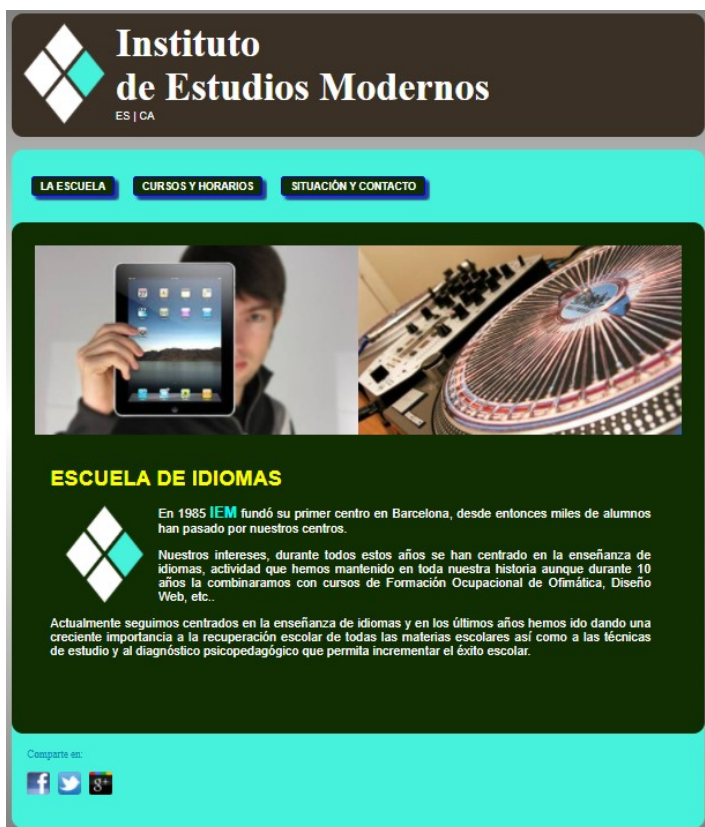 Instituto
de Estudios Modernos
ES | CA
LA ESCUELA CURSOS Y HORARIOS SITUACIÓN Y CONTACTO
ESCUELA DE IDIOMAS
En 1985 IEM fundó su primer centro en Barcelona, desde entonces miles de alumnos
han pasado por nuestros centros.
Nuestros intereses, durante todos estos años se han centrado en la enseñanza de
idiomas, actividad que hemos mantenido en toda nuestra historia aunque durante 10
años la combinaramos con cursos de Formación Ocupacional de Ofimática, Diseño
Web, etc..
Actualmente seguimos centrados en la enseñanza de idiomas y en los últimos años hemos ido dando una
creciente importancia a la recuperación escolar de todas las materias escolares así como a las técnicas
de estudio y al diagnóstico psicopedagógico que permita incrementar el éxito escolar.
Comparte en:
f g+